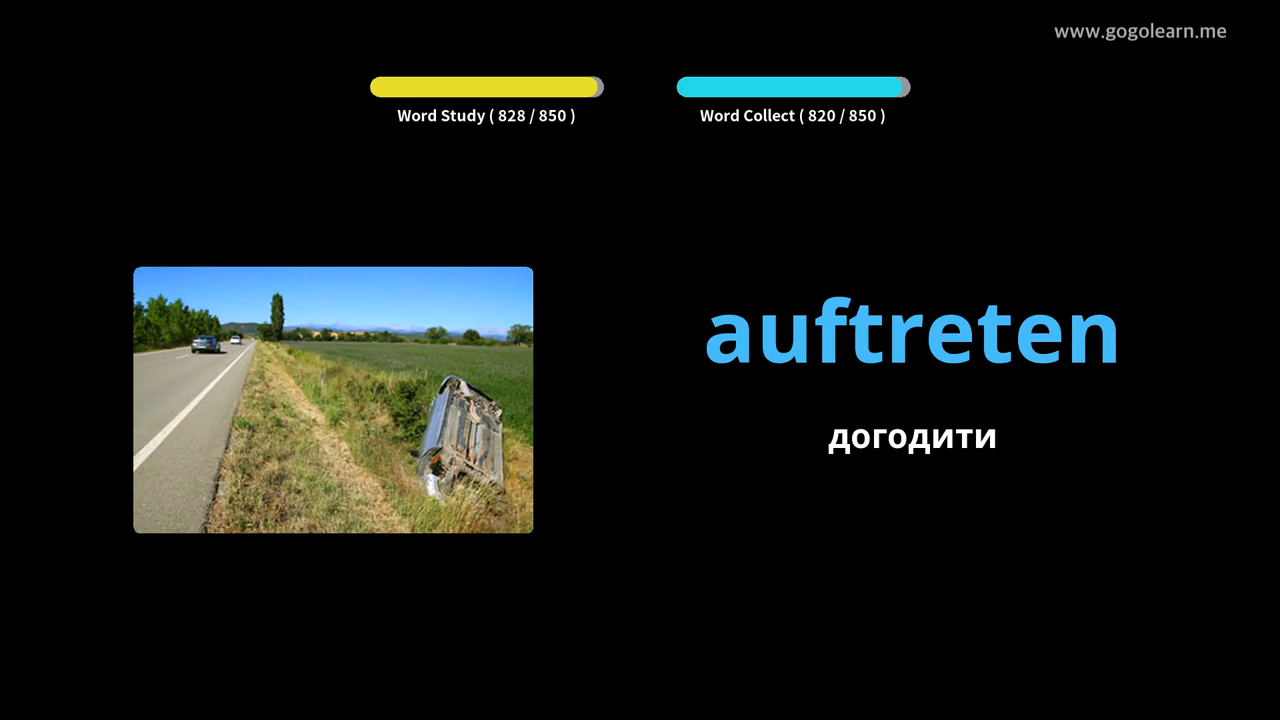 www.gogolearn.me
Word Study ( 828 / 850 )
Word Collect ( 820 / 850 )
auftreten
догодити